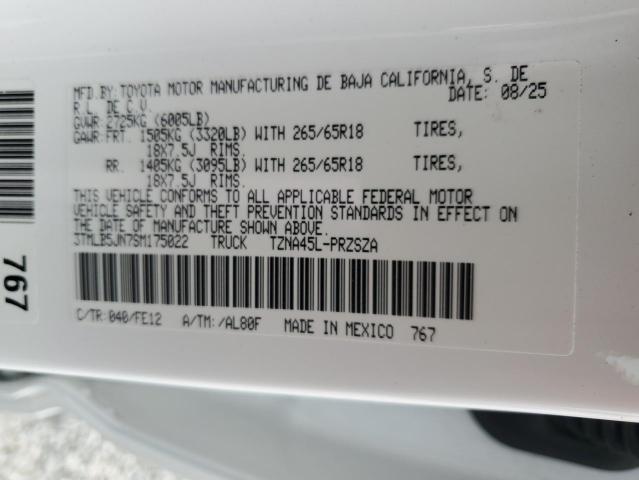 MFD.BY:TOYOTA MOTOR MANUFACTURING DE BAJA CALIFORNIA, S. DE
R.L. DE C.V. DATE: 08/25
GVWR 2725KG (6005LB)
GAWR:FRT. 1505KG (3320LB) WITH 265/65R18 TIRES,
18X7.5J RIMS.
RR. 1405KG (3095LB) WITH 265/65R18 TIRES,
18X7.5J RIMS.
THIS VEHICLE CONFORMS TO ALL APPLICABLE FEDERAL MOTOR
VEHICLE SAFETY AND THEFT PREVENTION STANDARDS IN EFFECT ON
THE DATE OF MANUFACTURE SHOWN ABOVE.
3TMLB5JN7SM175022 TRUCK TZNA45L-PRZSZA
C/TR:040/FE12 A/TM:/AL80F MADE IN MEXICO 767
767